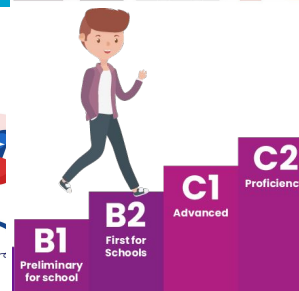 B1
Preliminary
for school
B2
First for
Schools
C1
Advanced
C2